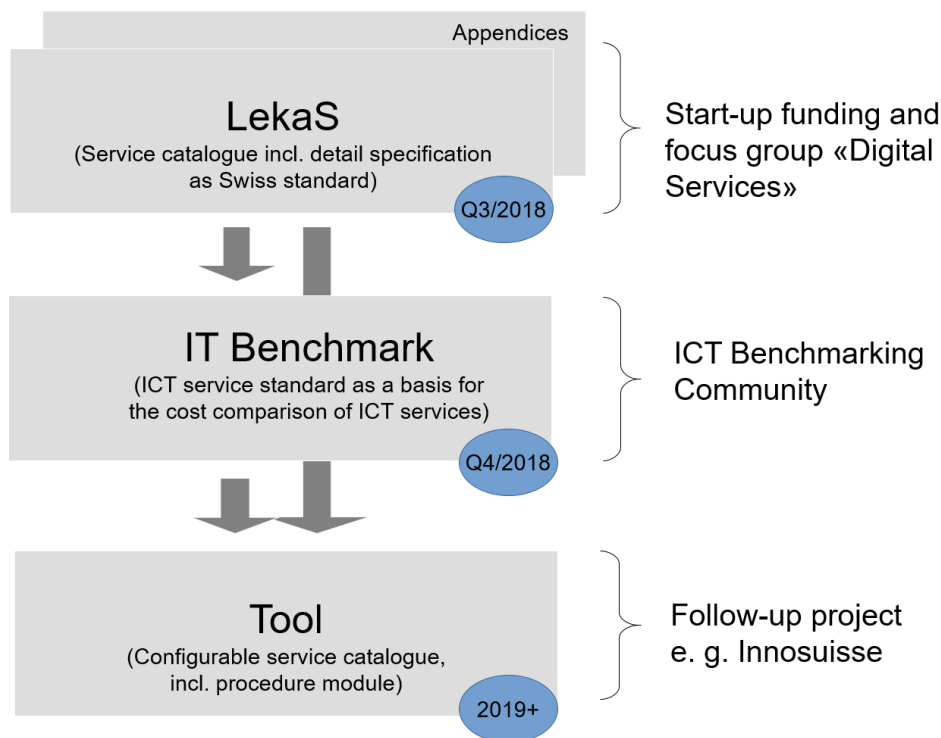 Appendices
LekaS
(Service catalogue incl. detail specification
as Swiss standard)
Q3/2018
Start-up funding and
focus group «Digital
Services»
IT Benchmark
(ICT service standard as a basis for
the cost comparison of ICT services)
Q4/2018
ICT Benchmarking
Community
Tool
(Configurable service catalogue,
incl. procedure module)
2019+
Follow-up project
e. g. Innosuisse